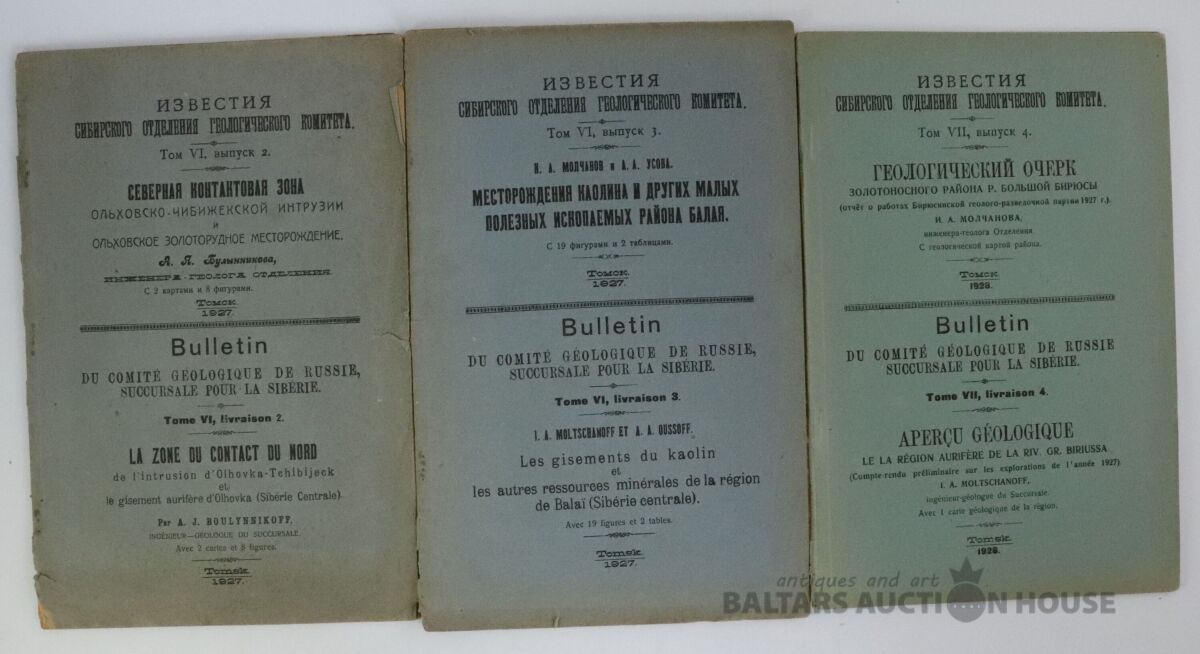 ИЗВЕСТИЯ
СИБИРСКОГО ОТДЕЛЕНИЯ ГЕОЛОГИЧЕСКОГО КОМИТЕТА.
Том VI, выпуск 2.
СЕВЕРНАЯ КОНТАКТОВАЯ ЗОНА
ОЛЬХОВСКО-ЧИБИЖЕКСКОЙ ИНТРУЗИИ
И
ОЛЬХОВСКОЕ ЗОЛОТОРУДНОЕ МЕСТОРОЖДЕНИЕ.
А. Я. Булынникова,
ИНЖЕНЕРА-ГЕОЛОГА ОТДЕЛЕНИЯ.
С 2 картами и 8 фигурами.
Томск.
1927.
Bulletin
DU COMITÉ GÉOLOGIQUE DE RUSSIE,
SUCCURSALE POUR LA SIBÉRIE.
Tome VI, livraison 2.
LA ZONE DU CONTACT DU NORD
de l'intrusion d'Olhovka-Tchibijeck
et
le gisement aurifère d'Olhovka (Sibérie Centrale)
Par A. J. BOULYNNIKOFF,
INGÉNIEUR—GÉOLOGUE DU SUCCURSALE.
Avec 2 cartes et 8 figures.
Tomsk.
1927.
ИЗВЕСТИЯ
СИБИРСКОГО ОТДЕЛЕНИЯ ГЕОЛОГИЧЕСКОГО КОМИТЕТА.
Том VI, выпуск 3.
И. А. МОЛЧАНОВ и А. А. УСОВА.
МЕСТОРОЖДЕНИЯ КАОЛИНА И ДРУГИХ МАЛЫХ
ПОЛЕЗНЫХ ИСКОПАЕМЫХ РАЙОНА БАЛАЯ.
С 19 фигурами и 2 таблицами.
Томск.
1927.
Bulletin
DU COMITÉ GÉOLOGIQUE DE RUSSIE,
SUCCURSALE POUR LA SIBÉRIE.
Tome VI, livraison 3.
I. A. MOLTSCHANOFF ET A. A. OUSSOFF.
Les gisements du kaolin
et
les autres ressources minérales de la région
de Balaï (Sibérie centrale).
Avec 19 figures et 2 tables.
Tomsk.
1927.
ИЗВЕСТИЯ
СИБИРСКОГО ОТДЕЛЕНИЯ ГЕОЛОГИЧЕСКОГО КОМИТЕТА.
Том VII, выпуск 4.
ГЕОЛОГИЧЕСКИЙ ОЧЕРК
ЗОЛОТОНОСНОГО РАЙОНА Р. БОЛЬШОЙ БИРЮСЫ
(отчёт о работах Бирюсинской геолого-разведочной партии 1927 г.).
И. А. МОЛЧАНОВА,
инженера-геолога Отделения.
С геологической картой района.
Томск.
1928.
Bulletin
DU COMITÉ GÉOLOGIQUE DE RUSSIE
SUCCURSALE POUR LA SIBÉRIE.
Tome VII, livraison 4.
APERÇU GÉOLOGIQUE
LE LA RÉGION AURIFÈRE DE LA RIV. GR. BIRIUSSA
(Compte-rendu préliminaire sur les explorations de l'année 1927)
I. A. MOLTSCHANOFF,
ingénieur-géologue du Succursale.
Avec 1 carte géologique de la région.
Tomsk.
1928.
antiques and art
BALTARS AUCTION HOUSE